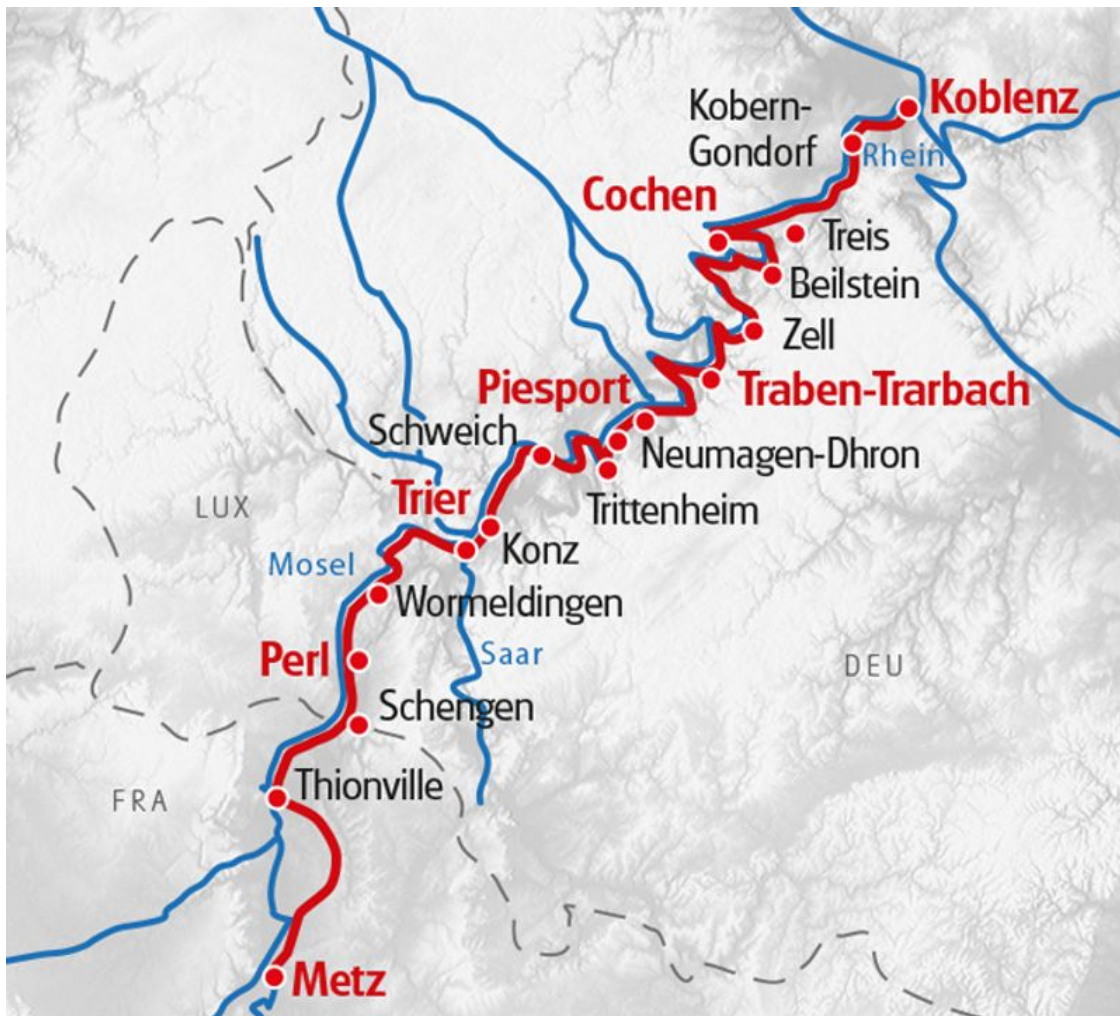 Koblenz
Kobern-
Gondorf
Rhein
Cochen
Treis
Beilstein
Zell
Piesport
Traben-Trarbach
Schweich
Neumagen-Dhron
Trier
LUX
Trittenheim
Konz
Mosel
Wormeldingen
Perl
Saar
DEU
Schengen
Thionville
FRA
Metz